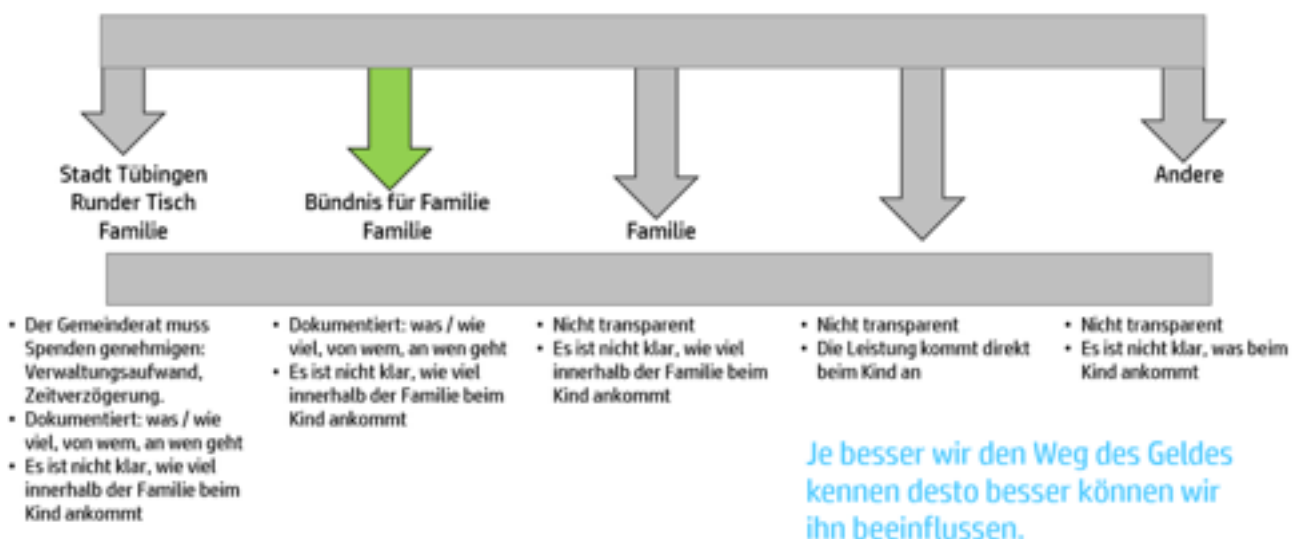 Stadt Tübingen
Runder Tisch
Familie
Bündnis für Familie
Familie
Familie
Andere
• Der Gemeinderat muss
Spenden genehmigen:
Verwaltungsaufwand,
Zeitverzögerung.
• Dokumentiert: was / wie
viel, von wem, an wen geht
• Es ist nicht klar, wie viel
innerhalb der Familie beim
Kind ankommt
• Dokumentiert: was / wie
viel, von wem, an wen geht
• Es ist nicht klar, wie viel
innerhalb der Familie beim
Kind ankommt
• Nicht transparent
• Es ist nicht klar, wie viel
innerhalb der Familie beim
Kind ankommt
• Nicht transparent
• Die Leistung kommt direkt
beim Kind an
• Nicht transparent
• Es ist nicht klar, was beim
Kind ankommt
Je besser wir den Weg des Geldes
kennen desto besser können wir
ihn beeinflussen.